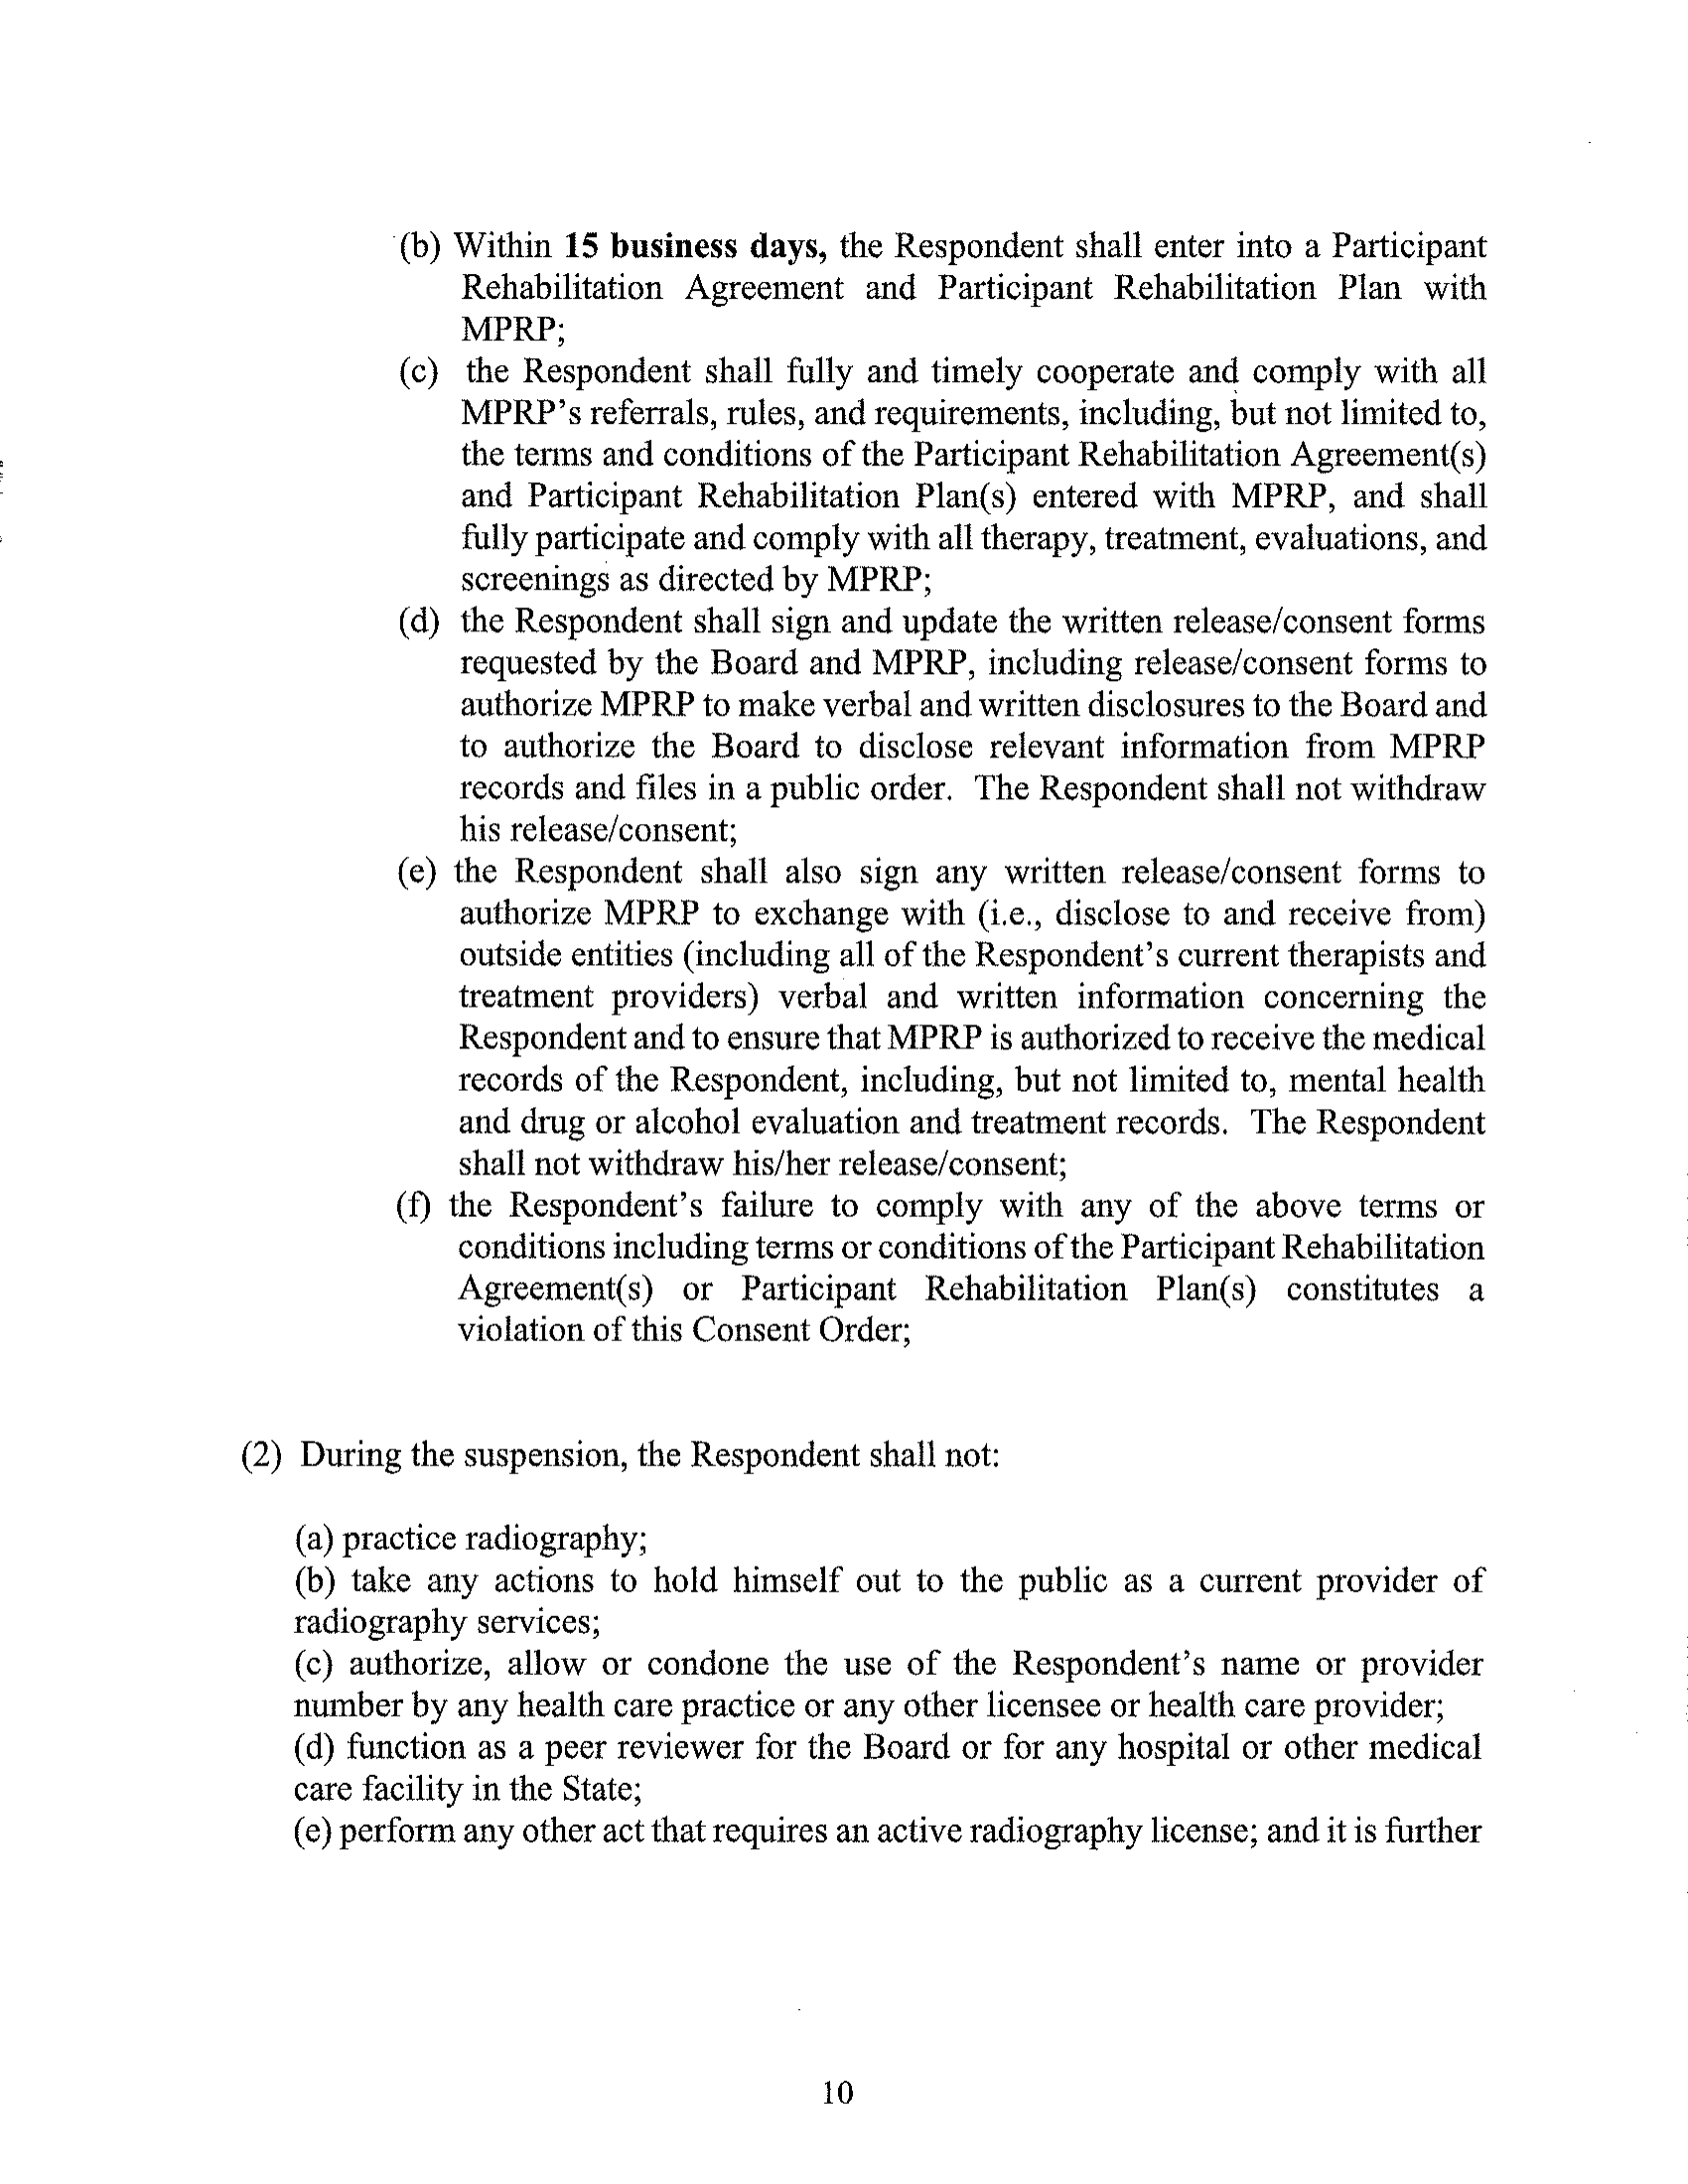 (b) Within 15 business days, the Respondent shall enter into a Participant
Rehabilitation Agreement and Participant Rehabilitation Plan with
MPRP;
(c) the Respondent shall fully and timely cooperate and comply with all
MPRP's referrals, rules, and requirements, including, but not limited to,
the terms and conditions of the Participant Rehabilitation Agreement(s)
and Participant Rehabilitation Plan(s) entered with MPRP, and shall
fully participate and comply with all therapy, treatment, evaluations, and
screenings as directed by MPRP;
(d) the Respondent shall sign and update the written release/consent forms
requested by the Board and MPRP, including release/consent forms to
authorize MPRP to make verbal and written disclosures to the Board and
to authorize the Board to disclose relevant information from MPRP
records and files in a public order. The Respondent shall not withdraw
his release/consent;
(e) the Respondent shall also sign any written release/consent forms to
authorize MPRP to exchange with (i.e., disclose to and receive from)
outside entities (including all of the Respondent's current therapists and
treatment providers) verbal and written information concerning the
Respondent and to ensure that MPRP is authorized to receive the medical
records of the Respondent, including, but not limited to, mental health
and drug or alcohol evaluation and treatment records. The Respondent
shall not withdraw his/her release/consent;
(f) the Respondent's failure to comply with any of the above terms or
conditions including terms or conditions of the Participant Rehabilitation
Agreement(s) or Participant Rehabilitation Plan(s) constitutes a
violation of this Consent Order;
(2) During the suspension, the Respondent shall not:
(a) practice radiography;
(b) take any actions to hold himself out to the public as a current provider of
radiography services;
(c) authorize, allow or condone the use of the Respondent's name or provider
number by any health care practice or any other licensee or health care provider;
(d) function as a peer reviewer for the Board or for any hospital or other medical
care facility in the State;
(e) perform any other act that requires an active radiography license; and it is further
10